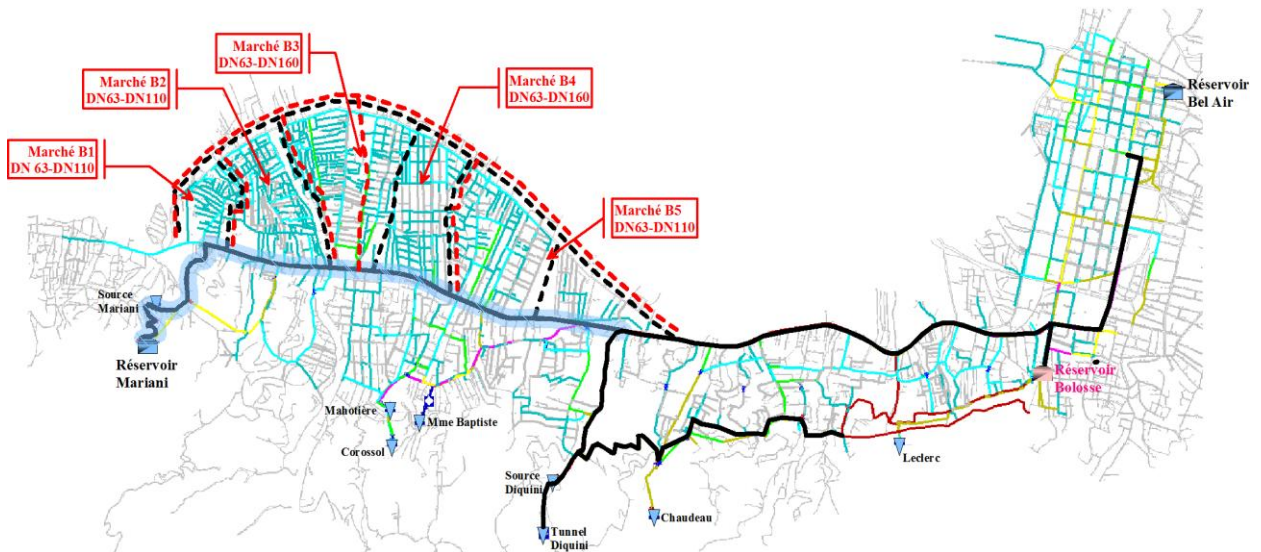 Marché B3
DN63-DN160
Marché B2
DN63-DN110
Marché B4
DN63-DN160
Réservoir
Bel Air
Marché B1
DN 63-DN110
Marché B5
DN63-DN110
Source
Mariani
Réservoir
Mariani
Réservoir
Bolosse
Mahotière
Mme Baptiste
Corossol
Leclerc
Source
Diquini
Chaudeau
Tunnel
Diquini